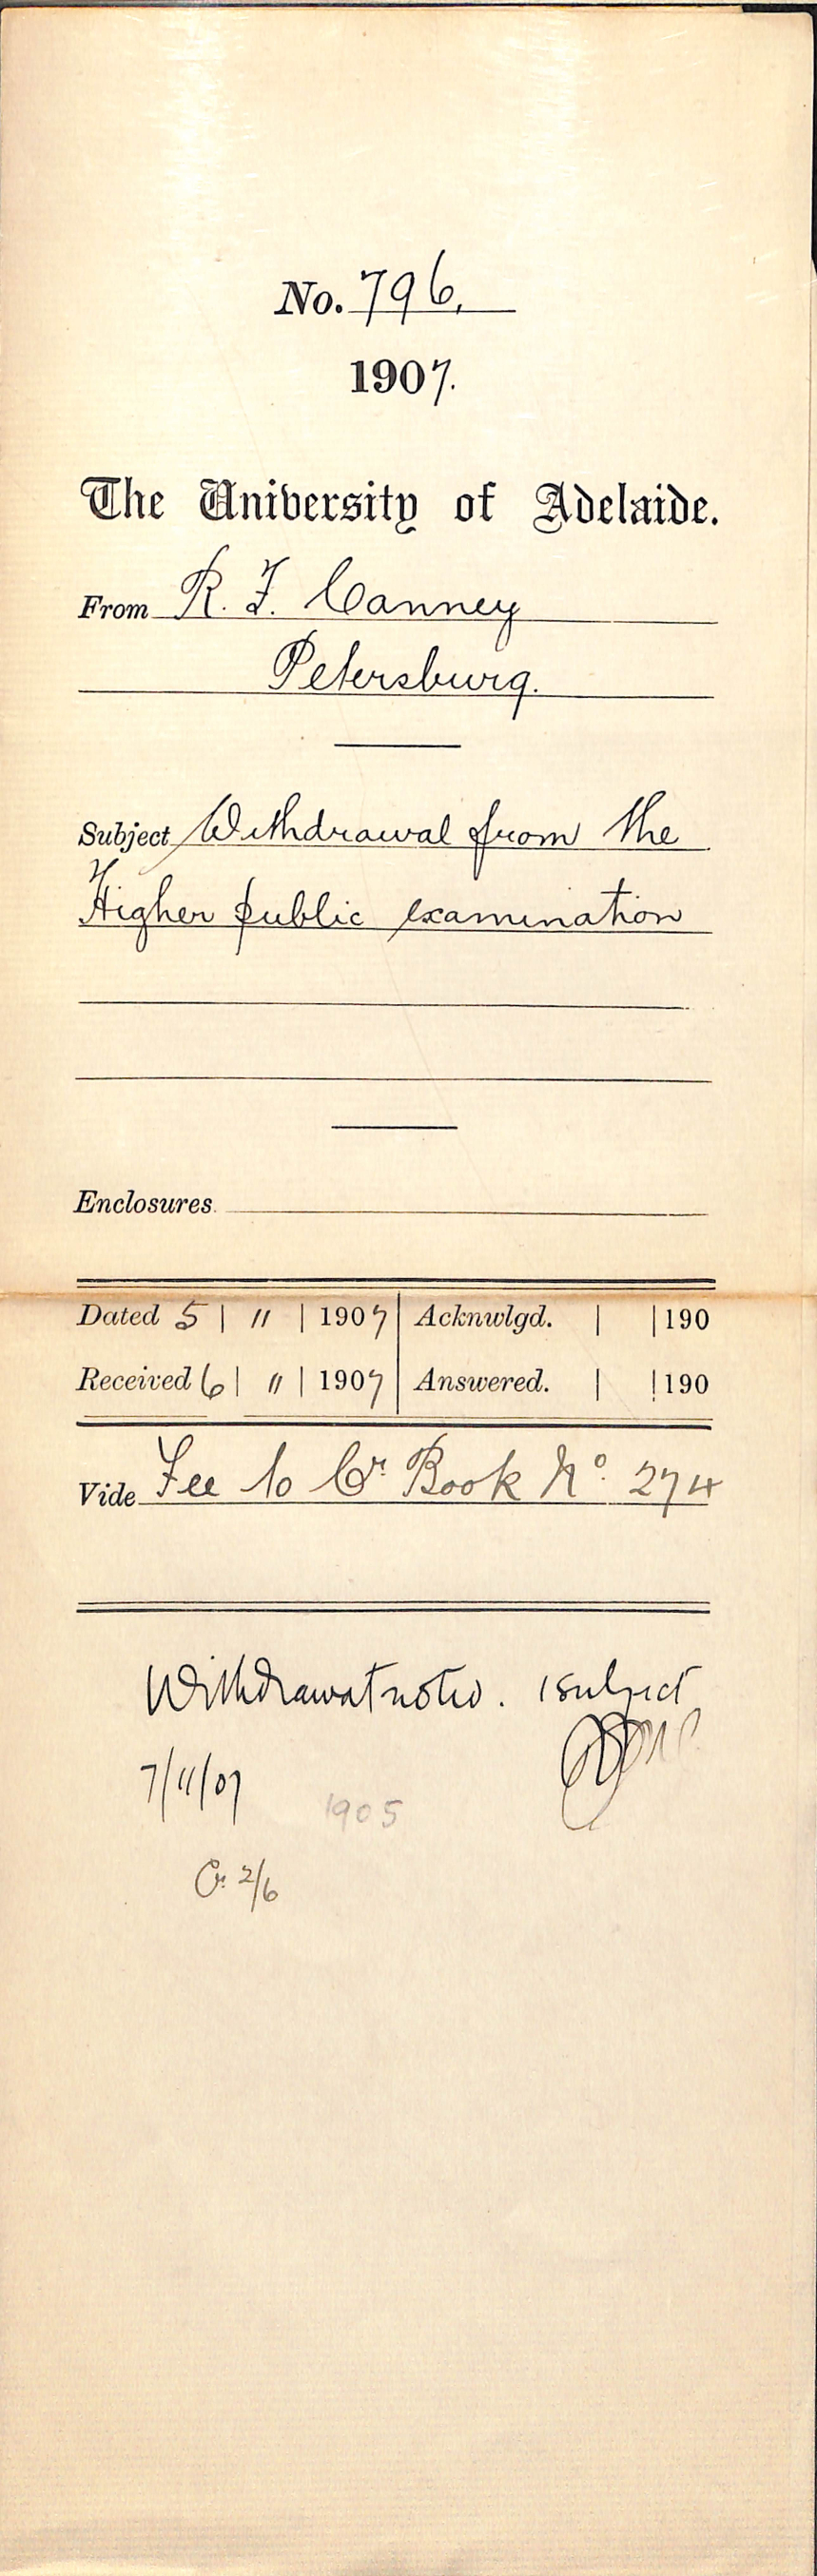 No. 796.
1907.
The University of Adelaide.
From R. F. Canney
Petersburg.
Subject Withdrawal from the
Higher public examination
Enclosures.
Dated 5 | 11 | 1907 Acknwlgd. | | 190
Received 6 | 11 | 1907 Answered. | | 190
Vide Fee to Cr. Book No. 274
Withdrawal noted. 1 subject
7/11/07
1905
Cr. 2/6